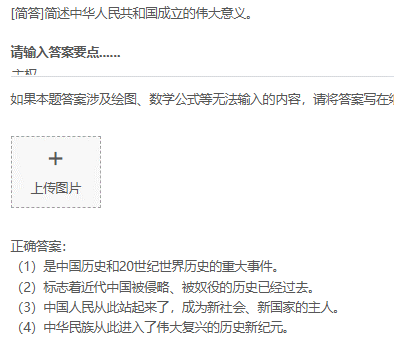 [简答]简述中华人民共和国成立的伟大意义。
请输入答案要点......
主权
如果本题答案涉及绘图、数学公式等无法输入的内容，请将答案写在
+
上传图片
正确答案：
（1）是中国历史和20世纪世界历史的重大事件。
（2）标志着近代中国被侵略、被奴役的历史已经过去。
（3）中国人民从此站起来了，成为新社会、新国家的主人。
（4）中华民族从此进入了伟大复兴的历史新纪元。